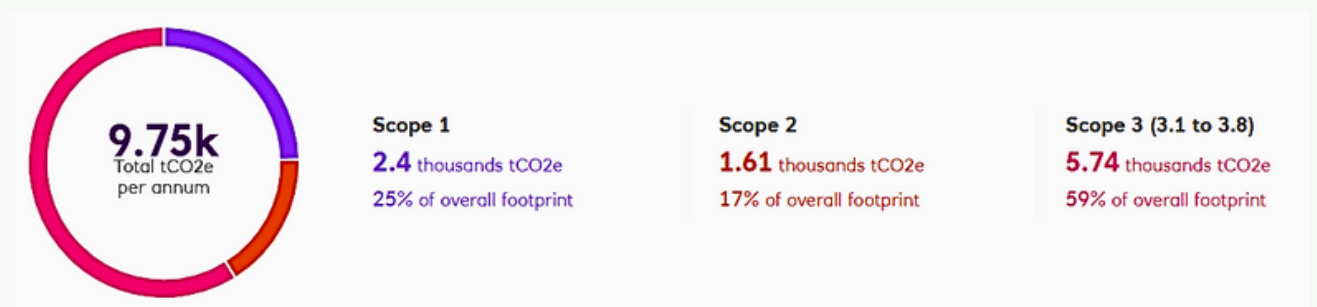 9.75k
Total tCO2e
per annum
Scope 1
2.4 thousands tCO2e
25% of overall footprint
Scope 2
1.61 thousands tCO2e
17% of overall footprint
Scope 3 (3.1 to 3.8)
5.74 thousands tCO2e
59% of overall footprint